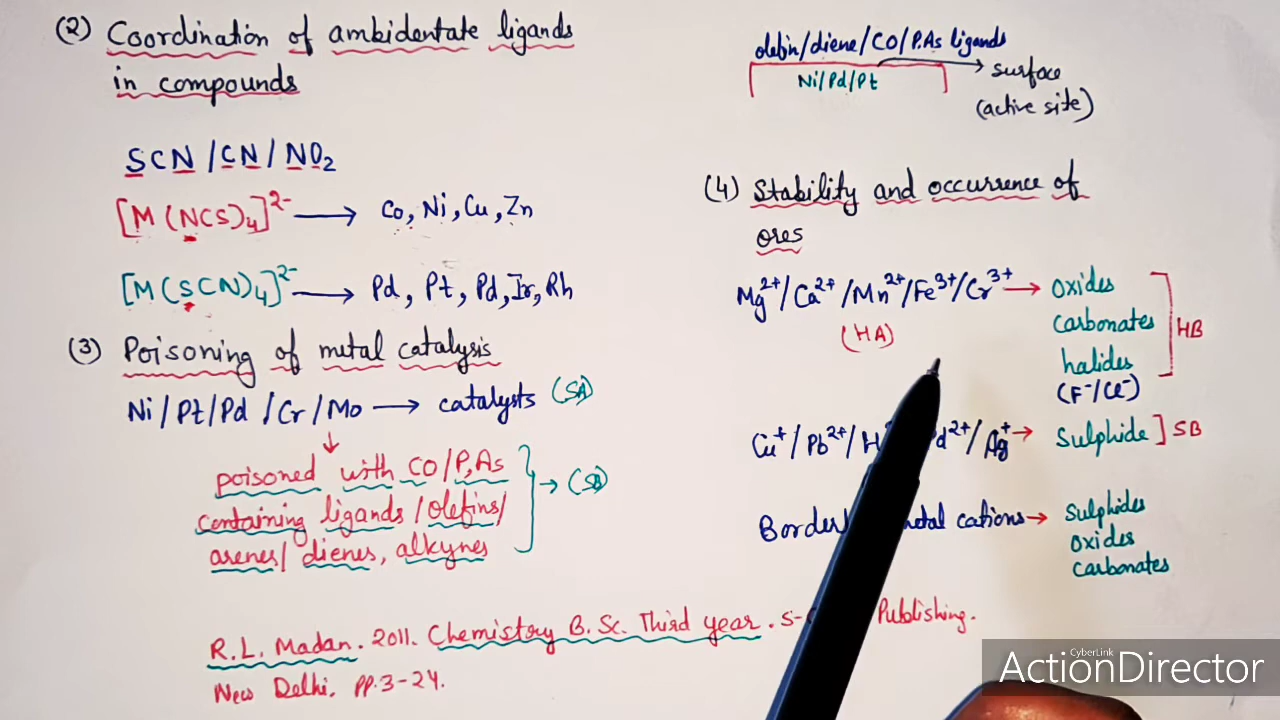 (2) Coordination of ambidentate ligands
in compounds
SCN / CN / NO₂
[M(NCS)₄]²⁻ → Co, Ni, Cu, Zn
[M(SCN)₄]²⁻ → Pd, Pt, Pd, Ir, Rh
(3) Poisoning of metal catalysis
Ni / Pt / Pd / Cr / Mo → catalysts (SA)
↓
poisoned with CO / P, As
containing ligands / olefins /
arenes / dienes, alkynes
→ (SB)
olefin/diene/CO/P.As ligands
Ni/Pd/Pt → surface
(active site)
(4) Stability and occurrence of
ores
Mg²⁺/Ca²⁺/Mn²⁺/Fe³⁺/Cr³⁺ → oxides
carbonates
halides
(F⁻/Cl⁻)
HB
(HA)
Cu⁺/Pb²⁺/ d²⁺/Ag⁺ → Sulphide ] SB
cations → Sulphides
oxides
carbonates
R.L. Madan. 2011. Chemistry B.Sc. Third year. Publishing.
New Delhi. pp.3-24.
CyberLink
ActionDirector